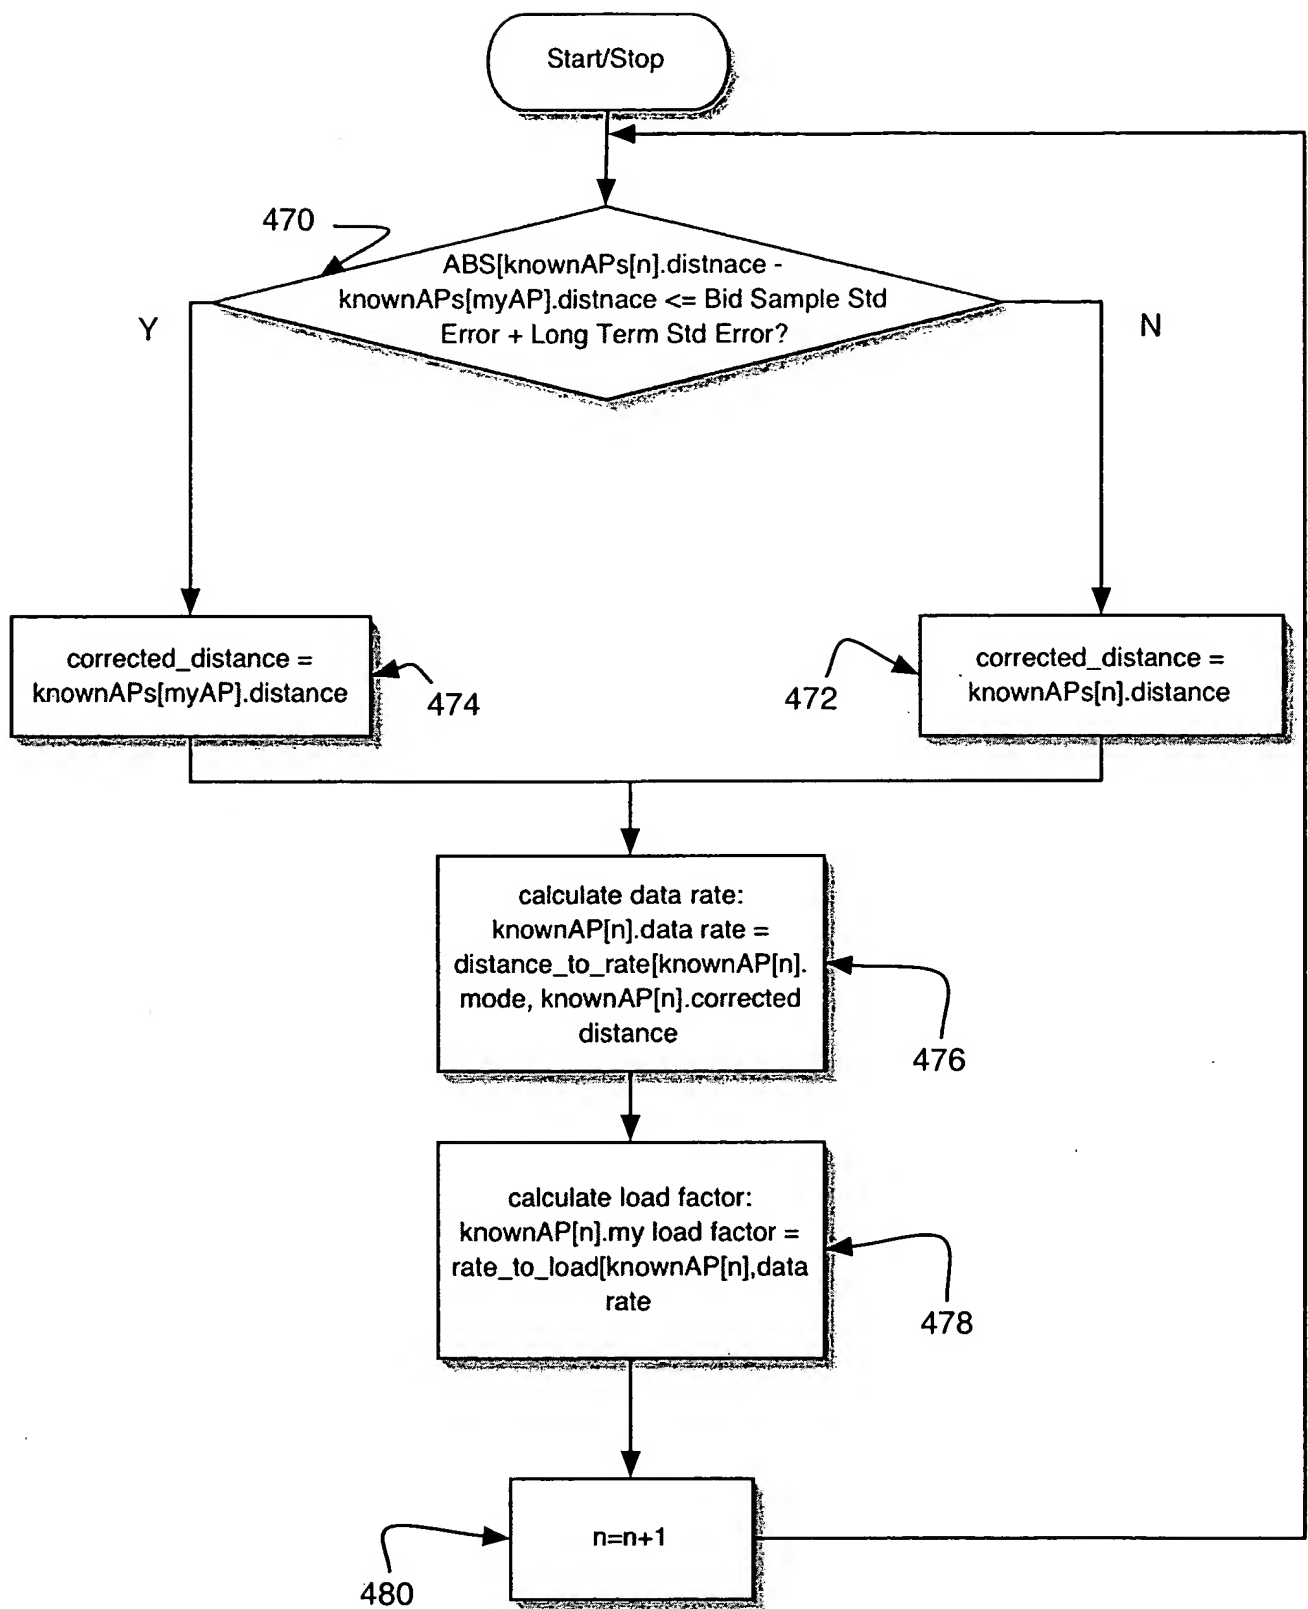 Start/Stop
470
ABS[knownAPs[n].distnace -
knownAPs[myAP].distnace <= Bid Sample Std
Error + Long Term Std Error?
Y
N
corrected_distance =
knownAPs[myAP].distance
474
472
corrected_distance =
knownAPs[n].distance
calculate data rate:
knownAP[n].data rate =
distance_to_rate[knownAP[n].
mode, knownAP[n].corrected
distance
476
calculate load factor:
knownAP[n].my load factor =
rate_to_load[knownAP[n],data
rate
478
n=n+1
480